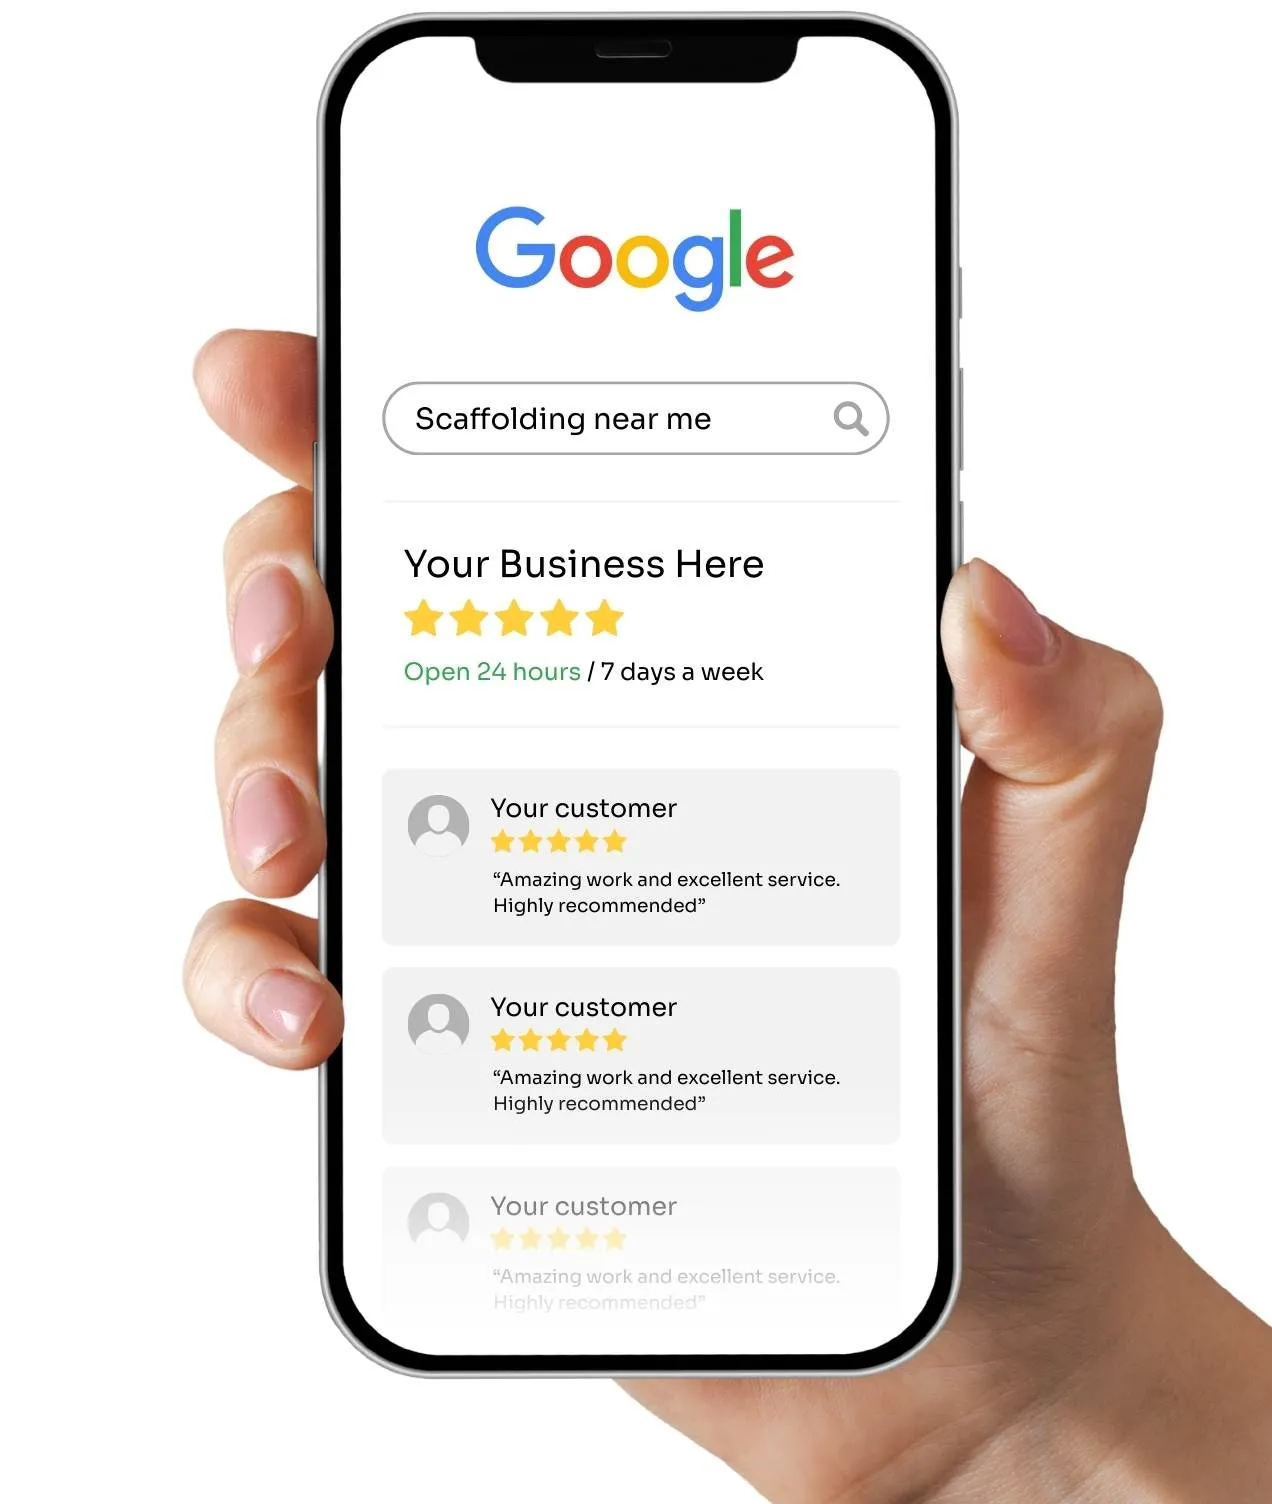 Google
Scaffolding near me
Your Business Here
Open 24 hours / 7 days a week
Your customer
“Amazing work and excellent service.
Highly recommended”
Your customer
“Amazing work and excellent service.
Highly recommended”
Your customer
“Amazing work and excellent service.
Highly recommended”